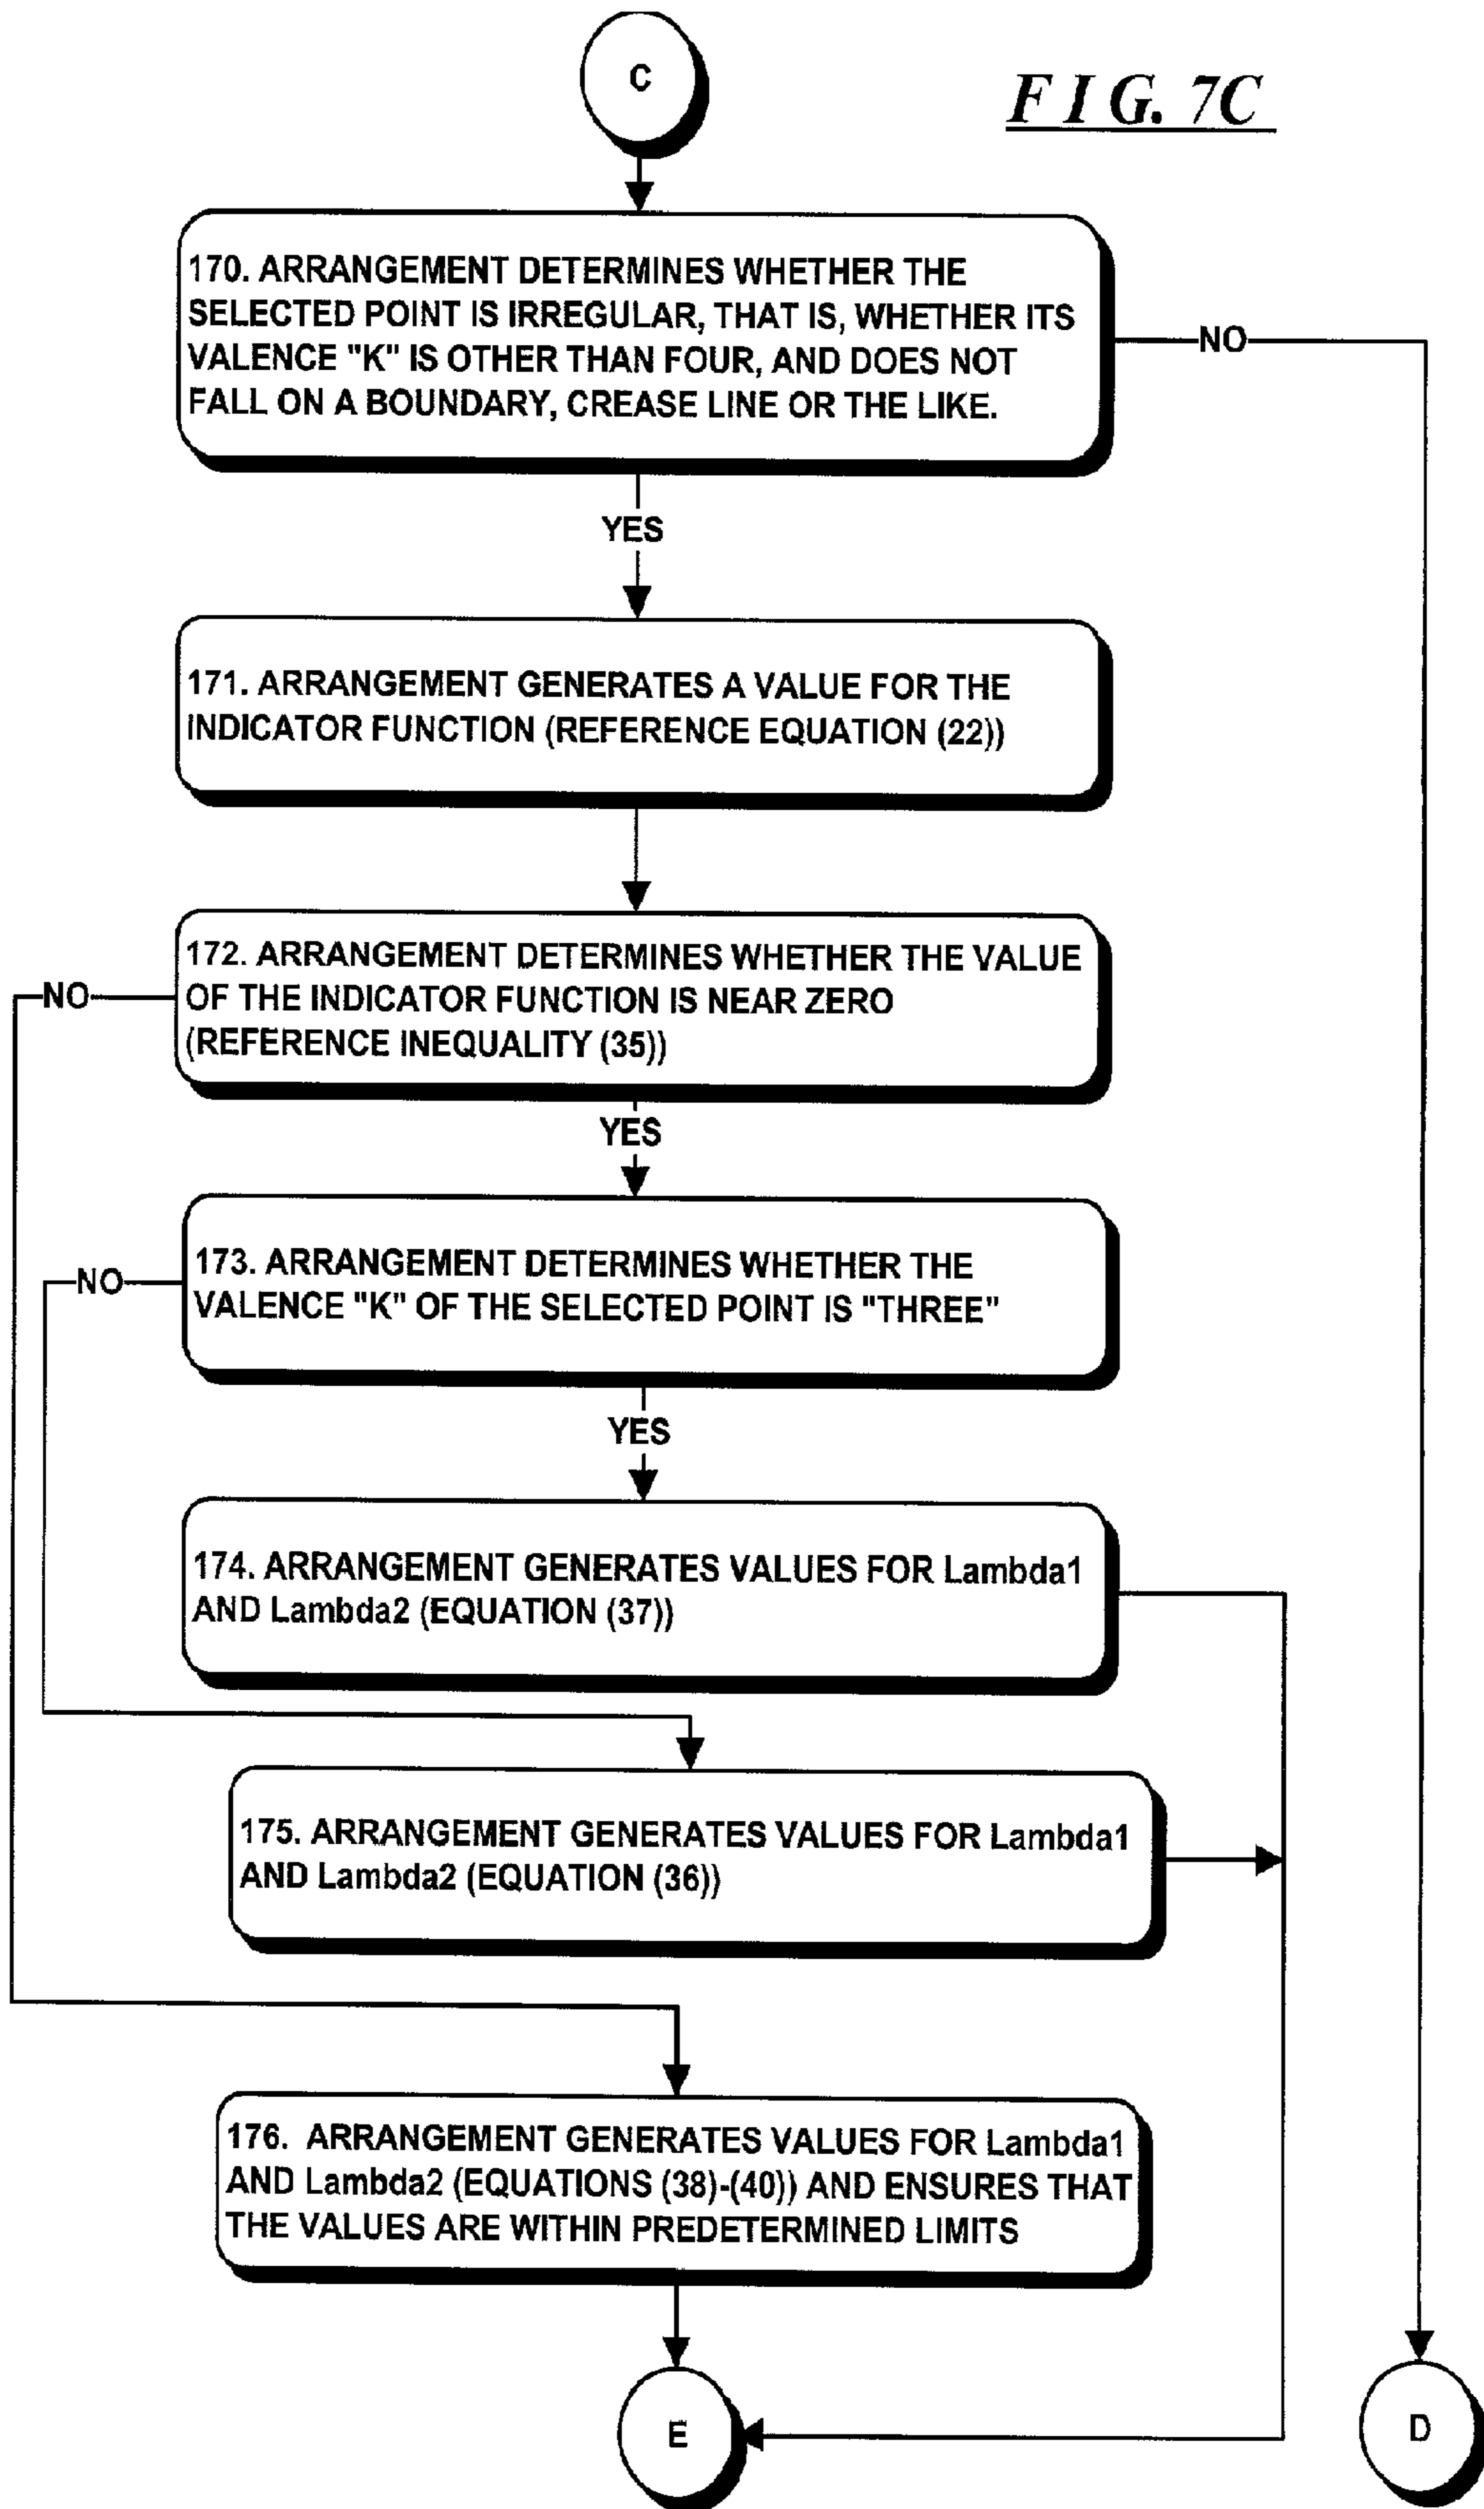 C
FIG. 7C
170. ARRANGEMENT DETERMINES WHETHER THE
SELECTED POINT IS IRREGULAR, THAT IS, WHETHER ITS
VALENCE "K" IS OTHER THAN FOUR, AND DOES NOT
FALL ON A BOUNDARY, CREASE LINE OR THE LIKE.
NO
YES
171. ARRANGEMENT GENERATES A VALUE FOR THE
INDICATOR FUNCTION (REFERENCE EQUATION (22))
172. ARRANGEMENT DETERMINES WHETHER THE VALUE
OF THE INDICATOR FUNCTION IS NEAR ZERO
(REFERENCE INEQUALITY (35))
NO
YES
173. ARRANGEMENT DETERMINES WHETHER THE
VALENCE "K" OF THE SELECTED POINT IS "THREE"
NO
YES
174. ARRANGEMENT GENERATES VALUES FOR Lambda1
AND Lambda2 (EQUATION (37))
175. ARRANGEMENT GENERATES VALUES FOR Lambda1
AND Lambda2 (EQUATION (36))
176. ARRANGEMENT GENERATES VALUES FOR Lambda1
AND Lambda2 (EQUATIONS (38)-(40)) AND ENSURES THAT
THE VALUES ARE WITHIN PREDETERMINED LIMITS
E
D